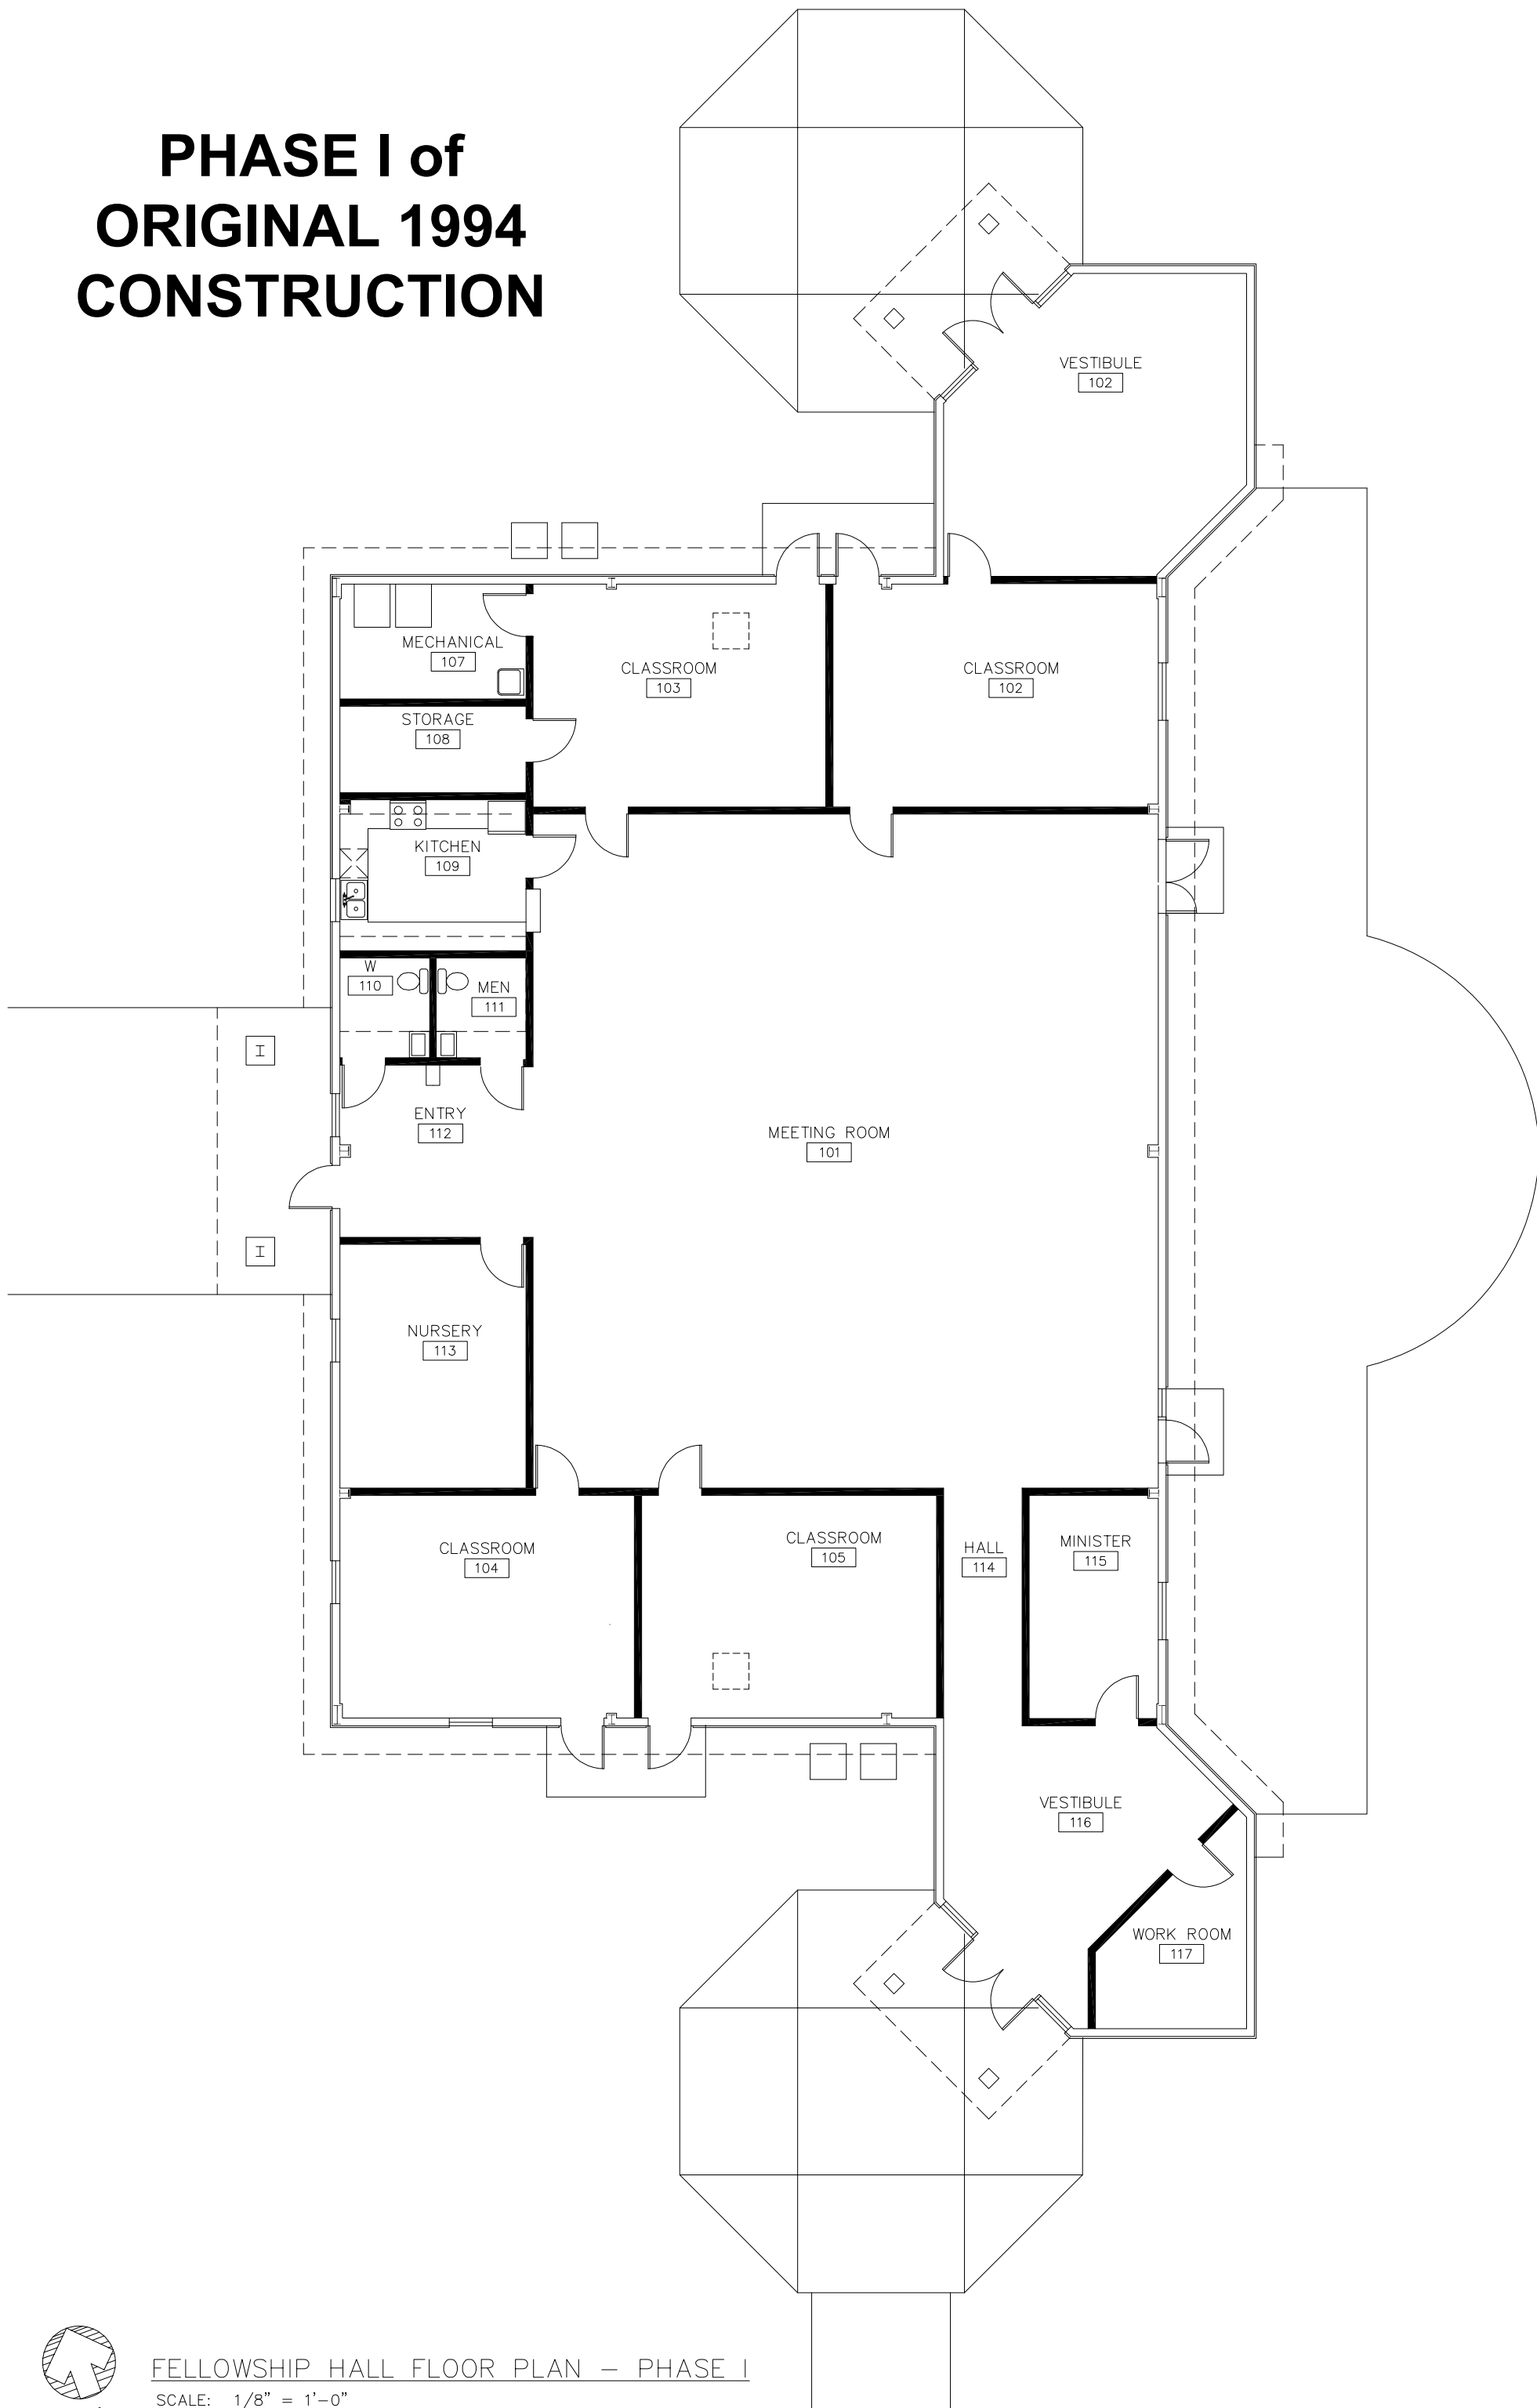 PHASE I of
ORIGINAL 1994
CONSTRUCTION
VESTIBULE
102
MECHANICAL
107
CLASSROOM
103
CLASSROOM
102
STORAGE
108
KITCHEN
109
W
110
MEN
111
I
ENTRY
112
MEETING ROOM
101
I
NURSERY
113
CLASSROOM
104
CLASSROOM
105
HALL
114
MINISTER
115
VESTIBULE
116
WORK ROOM
117
FELLOWSHIP HALL FLOOR PLAN – PHASE I
SCALE: 1/8" = 1'–0"